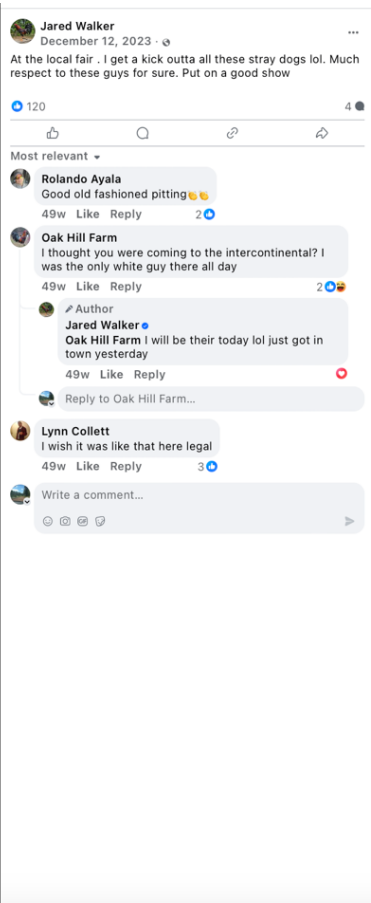 Jared Walker
December 12, 2023 ·
At the local fair . I get a kick outta all these stray dogs lol. Much
respect to these guys for sure. Put on a good show
120
4
Most relevant
Rolando Ayala
Good old fashioned pitting👏👏
49w Like Reply 2
Oak Hill Farm
I thought you were coming to the intercontinental? I
was the only white guy there all day
49w Like Reply 2
Author
Jared Walker
Oak Hill Farm I will be their today lol just got in
town yesterday
49w Like Reply
Reply to Oak Hill Farm...
Lynn Collett
I wish it was like that here legal
49w Like Reply 3
Write a comment...
GIF